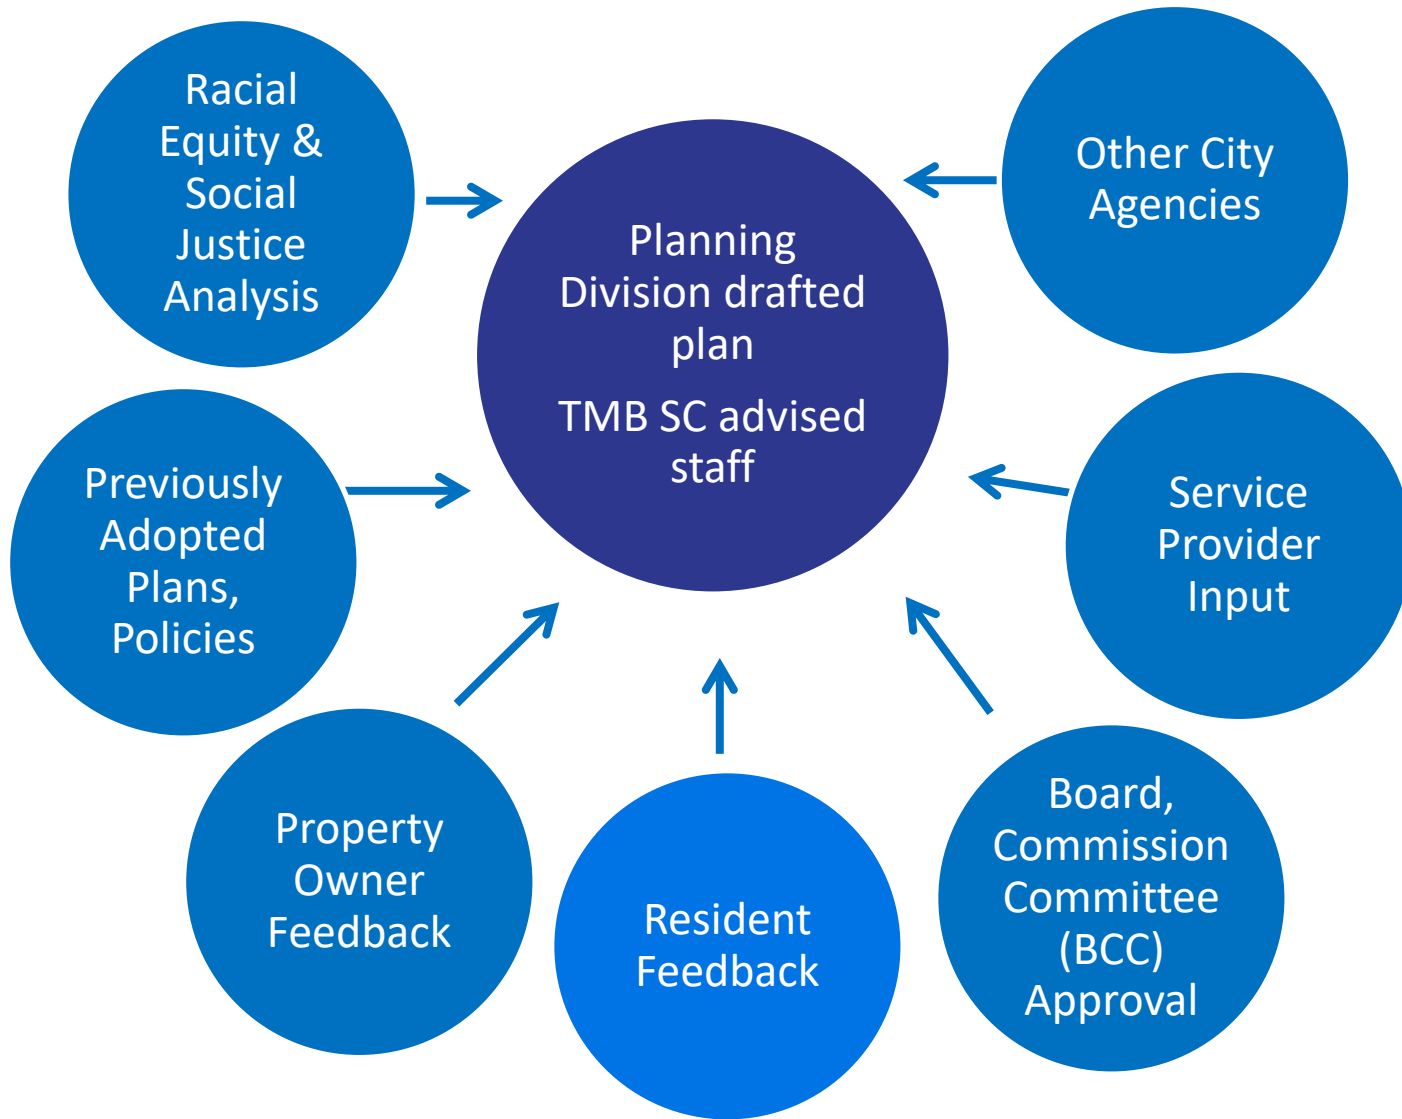 Racial
Equity &
Social
Justice
Analysis
Planning
Division drafted
plan
TMB SC advised
staff
Other City
Agencies
Previously
Adopted
Plans,
Policies
Service
Provider
Input
Property
Owner
Feedback
Resident
Feedback
Board,
Commission
Committee
(BCC)
Approval